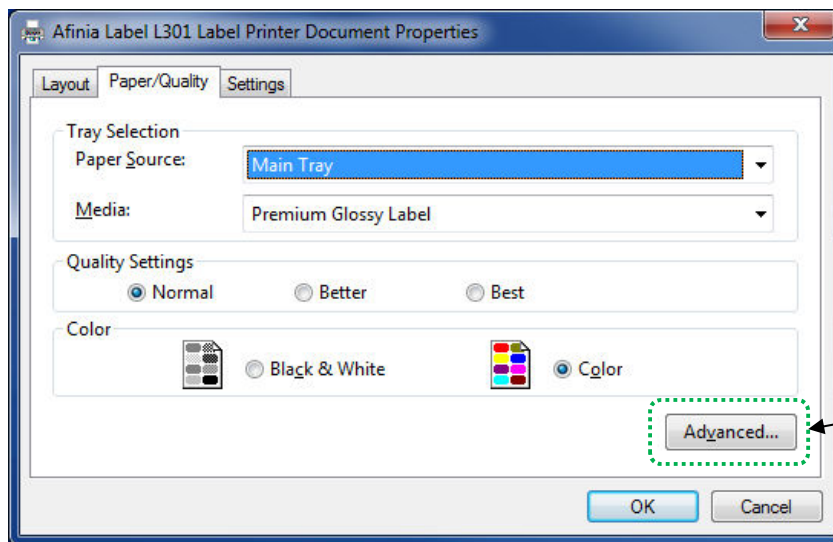 Afinia Label L301 Label Printer Document Properties
X
Layout Paper/Quality Settings
Tray Selection
Paper Source: Main Tray
Media: Premium Glossy Label
Quality Settings
Normal Better Best
Color
Black & White Color
Advanced...
OK Cancel